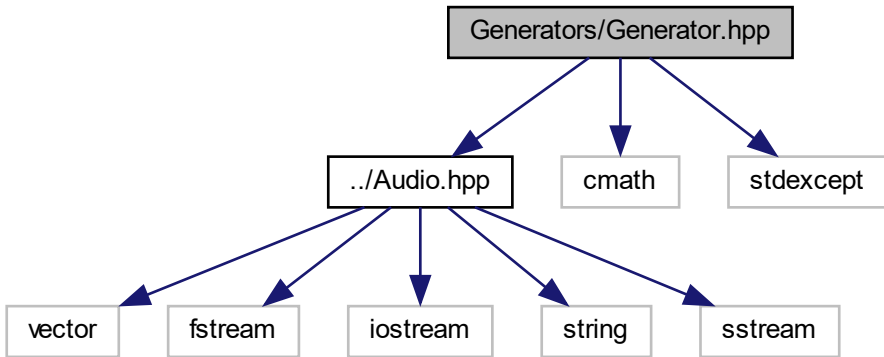 Generators/Generator.hpp
../Audio.hpp
cmath
stdexcept
vector
fstream
iostream
string
sstream